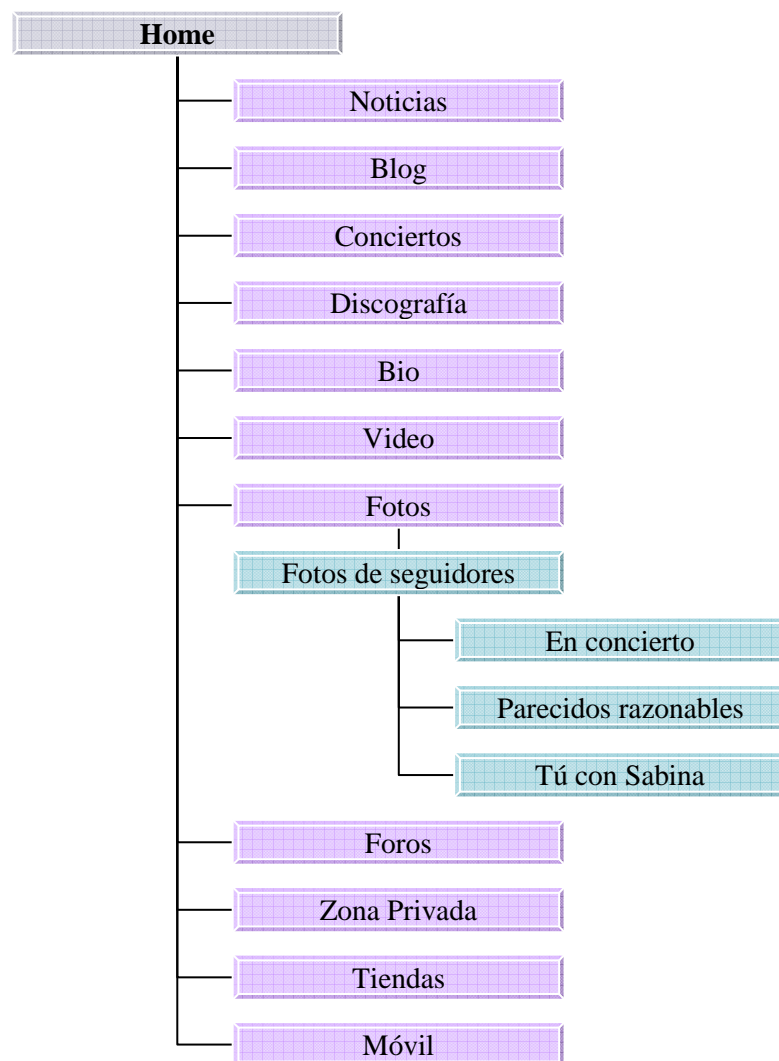 Home
Noticias
Blog
Conciertos
Discografía
Bio
Video
Fotos
Fotos de seguidores
En concierto
Parecidos razonables
Tú con Sabina
Foros
Zona Privada
Tiendas
Móvil